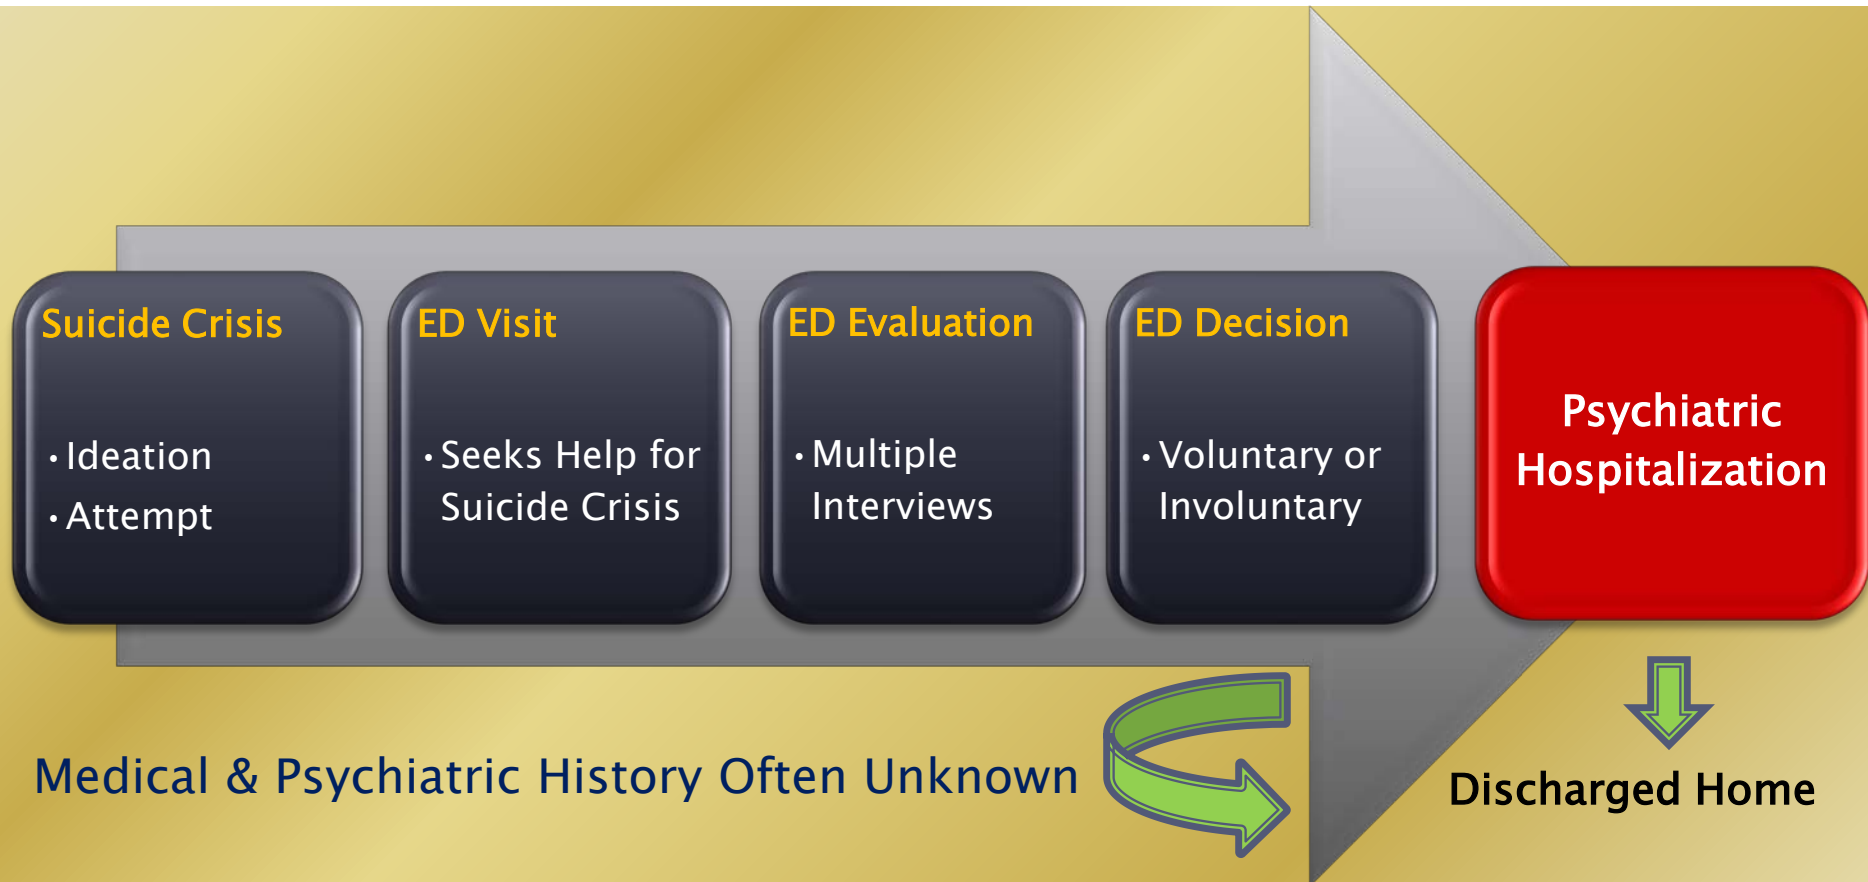 Suicide Crisis
• Ideation
• Attempt
ED Visit
• Seeks Help for
Suicide Crisis
ED Evaluation
• Multiple
Interviews
ED Decision
• Voluntary or
Involuntary
Psychiatric
Hospitalization
Medical & Psychiatric History Often Unknown
Discharged Home